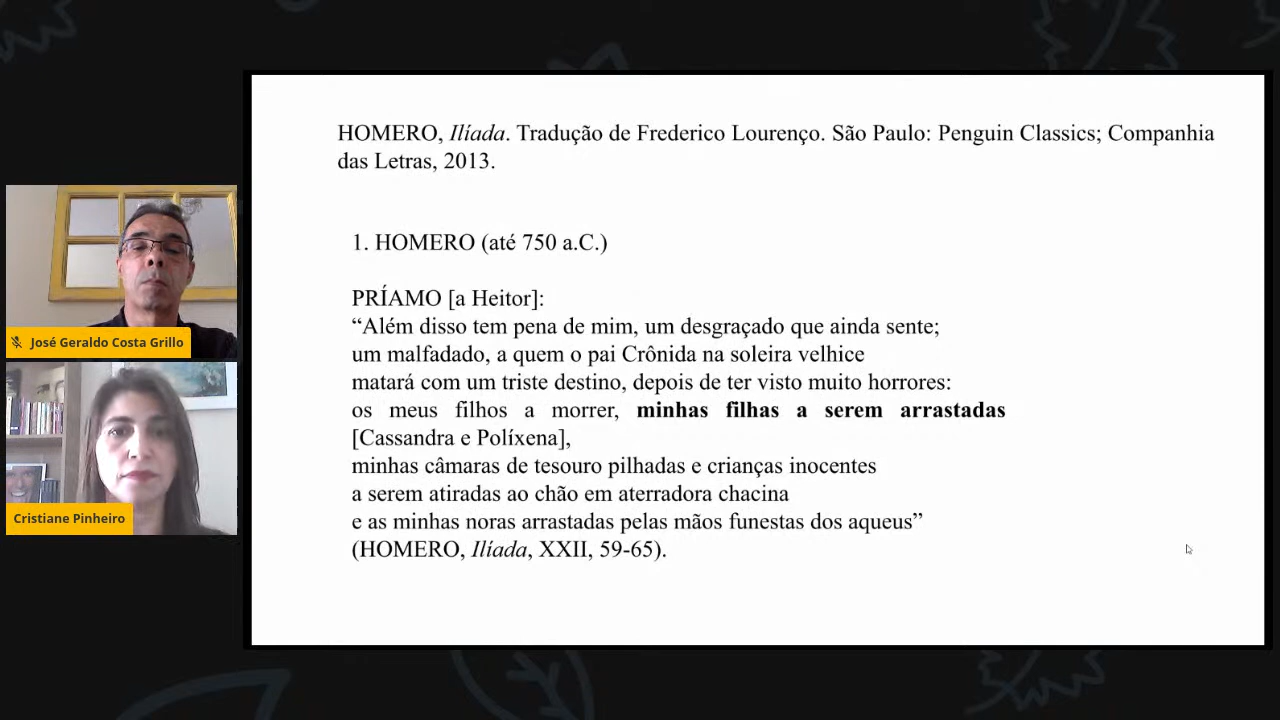 HOMERO, Ilíada. Tradução de Frederico Lourenço. São Paulo: Penguin Classics; Companhia
das Letras, 2013.
1. HOMERO (até 750 a.C.)
PRÍAMO [a Heitor]:
“Além disso tem pena de mim, um desgraçado que ainda sente;
um malfadado, a quem o pai Crônida na soleira velhice
matará com um triste destino, depois de ter visto muito horrores:
os meus filhos a morrer, minhas filhas a serem arrastadas
[Cassandra e Políxena],
minhas câmaras de tesouro pilhadas e crianças inocentes
a serem atiradas ao chão em aterradora chacina
e as minhas noras arrastadas pelas mãos funestas dos aqueus”
(HOMERO, Ilíada, XXII, 59-65).
José Geraldo Costa Grillo
Cristiane Pinheiro